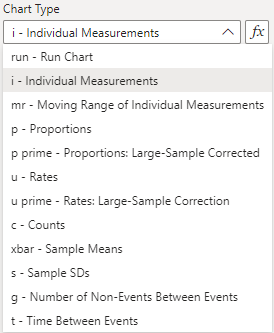 Chart Type
i - Individual Measurements
fx
run - Run Chart
i - Individual Measurements
mr - Moving Range of Individual Measurements
p - Proportions
p prime - Proportions: Large-Sample Corrected
u - Rates
u prime - Rates: Large-Sample Correction
c - Counts
xbar - Sample Means
s - Sample SDs
g - Number of Non-Events Between Events
t - Time Between Events